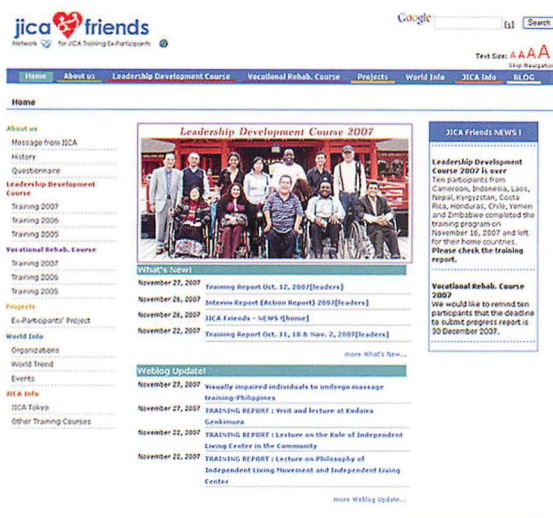 jica friends
Network for JICA Training Ex-Participants
Google
[s] Search
Text Size: A A A A
Skip Navigation
Home About us Leadership Development Course Vocational Rehab. Course Projects World Info JICA Info BLOG
Home
About us
Message from JICA
History
Questionnaire
Leadership Development
Course
Training 2007
Training 2006
Training 2005
Vocational Rehab. Course
Training 2007
Training 2006
Training 2005
Projects
Ex-Participants' Project
World Info
Organizations
World Trend
Events
JICA Info
JICA Tokyo
Other Training Courses
Leadership Development Course 2007
What's New!
November 27, 2007 Training Report Oct. 12, 2007[leaders]
November 26, 2007 Interim Report (Action Report) 2007[leaders]
November 26, 2007 JICA Friends - NEWS ![home]
November 22, 2007 Training Report Oct. 11, 18 & Nov. 2, 2007[leaders]
more What's New...
Weblog Update!
November 27, 2007 Visually impaired individuals to undergo massage
training-Philippines
November 27, 2007 TRAINING REPORT : Visit and lecture at Kodaira
Genkimura
November 22, 2007 TRAINING REPORT : Lecture on the Role of Independent
Living Center in the Community
November 22, 2007 TRAINING REPORT : Lecture on Philosophy of
Independent Living Movement and Independent Living
Center
more Weblog Update...
JICA Friends NEWS !
Leadership Development
Course 2007 is over
Ten participants from
Cameroon, Indonesia, Laos,
Nepal, Kyrgyzstan, Costa
Rica, Honduras, Chile, Yemen
and Zimbabwe completed the
training program on
November 16, 2007 and left
for their home countries.
Please check the training
report.
Vocational Rehab. Course
2007
We would like to remind ten
participants that the deadline
to submit progress report is
30 December 2007.